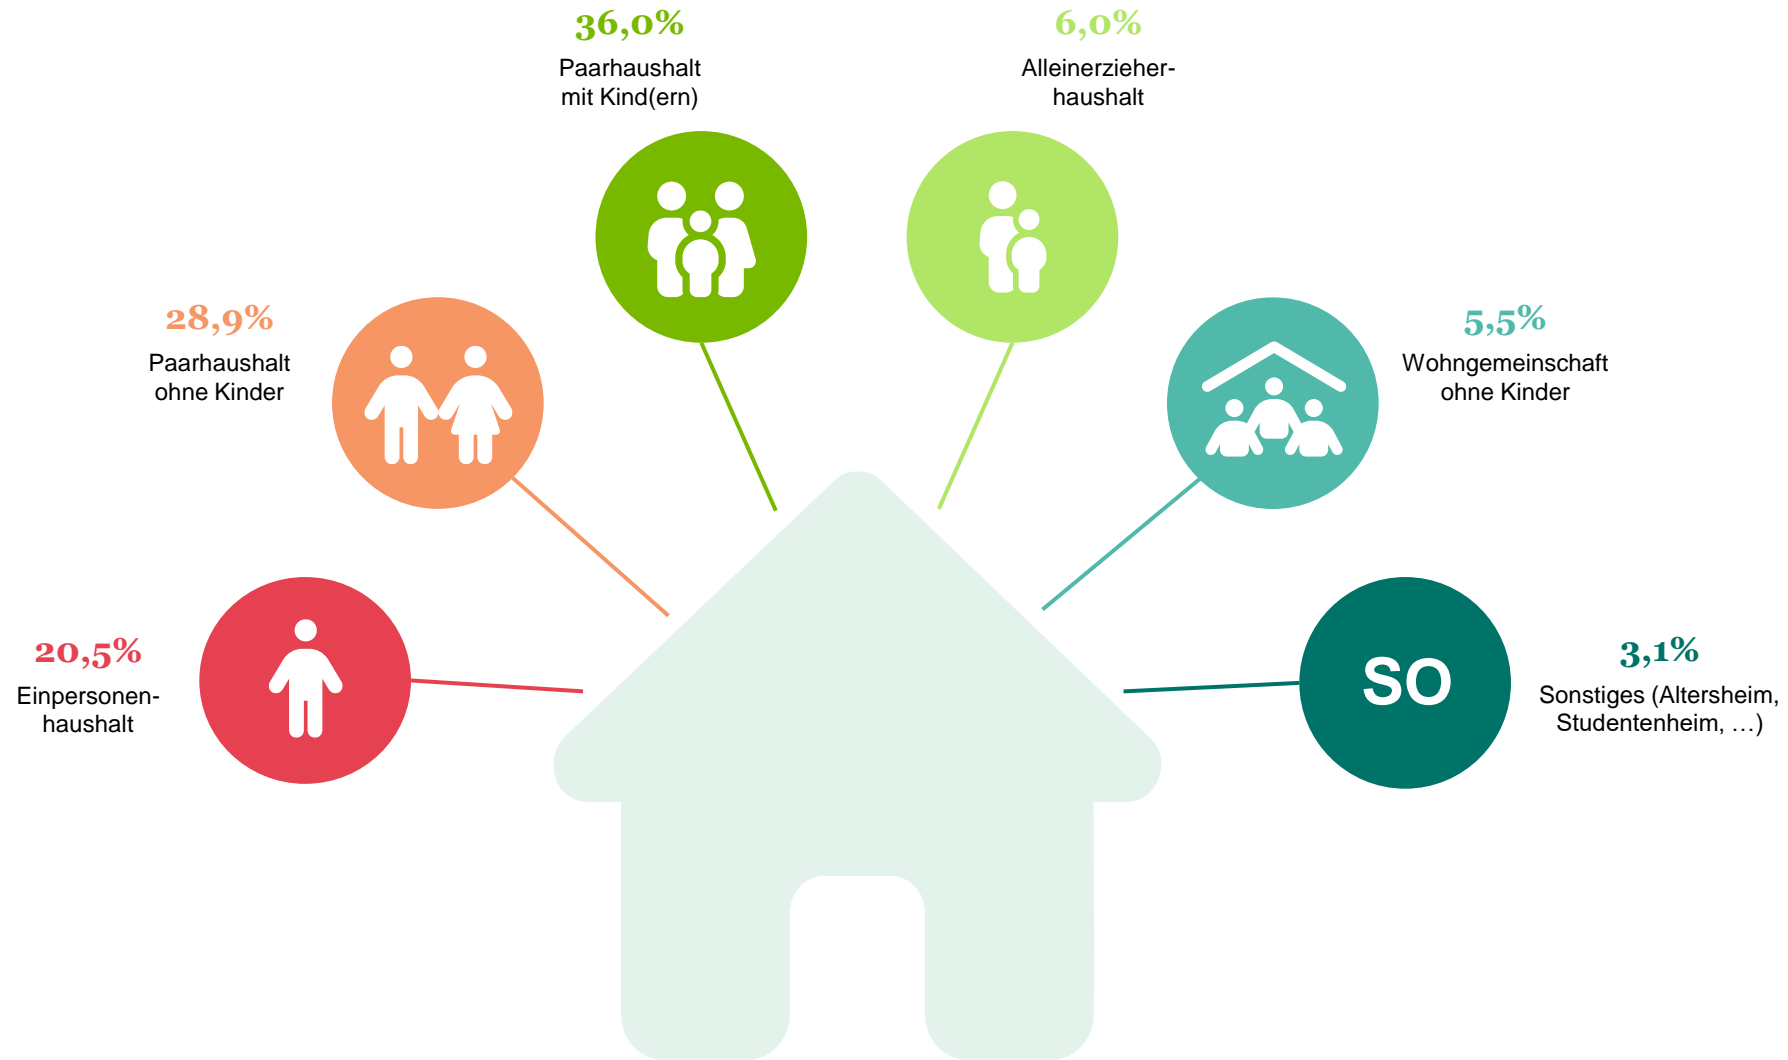 36,0%
Paarhaushalt
mit Kind(ern)
6,0%
Alleinerzieher-
haushalt
28,9%
Paarhaushalt
ohne Kinder
5,5%
Wohngemeinschaft
ohne Kinder
20,5%
Einpersonen-
haushalt
SO
3,1%
Sonstiges (Altersheim,
Studentenheim, …)